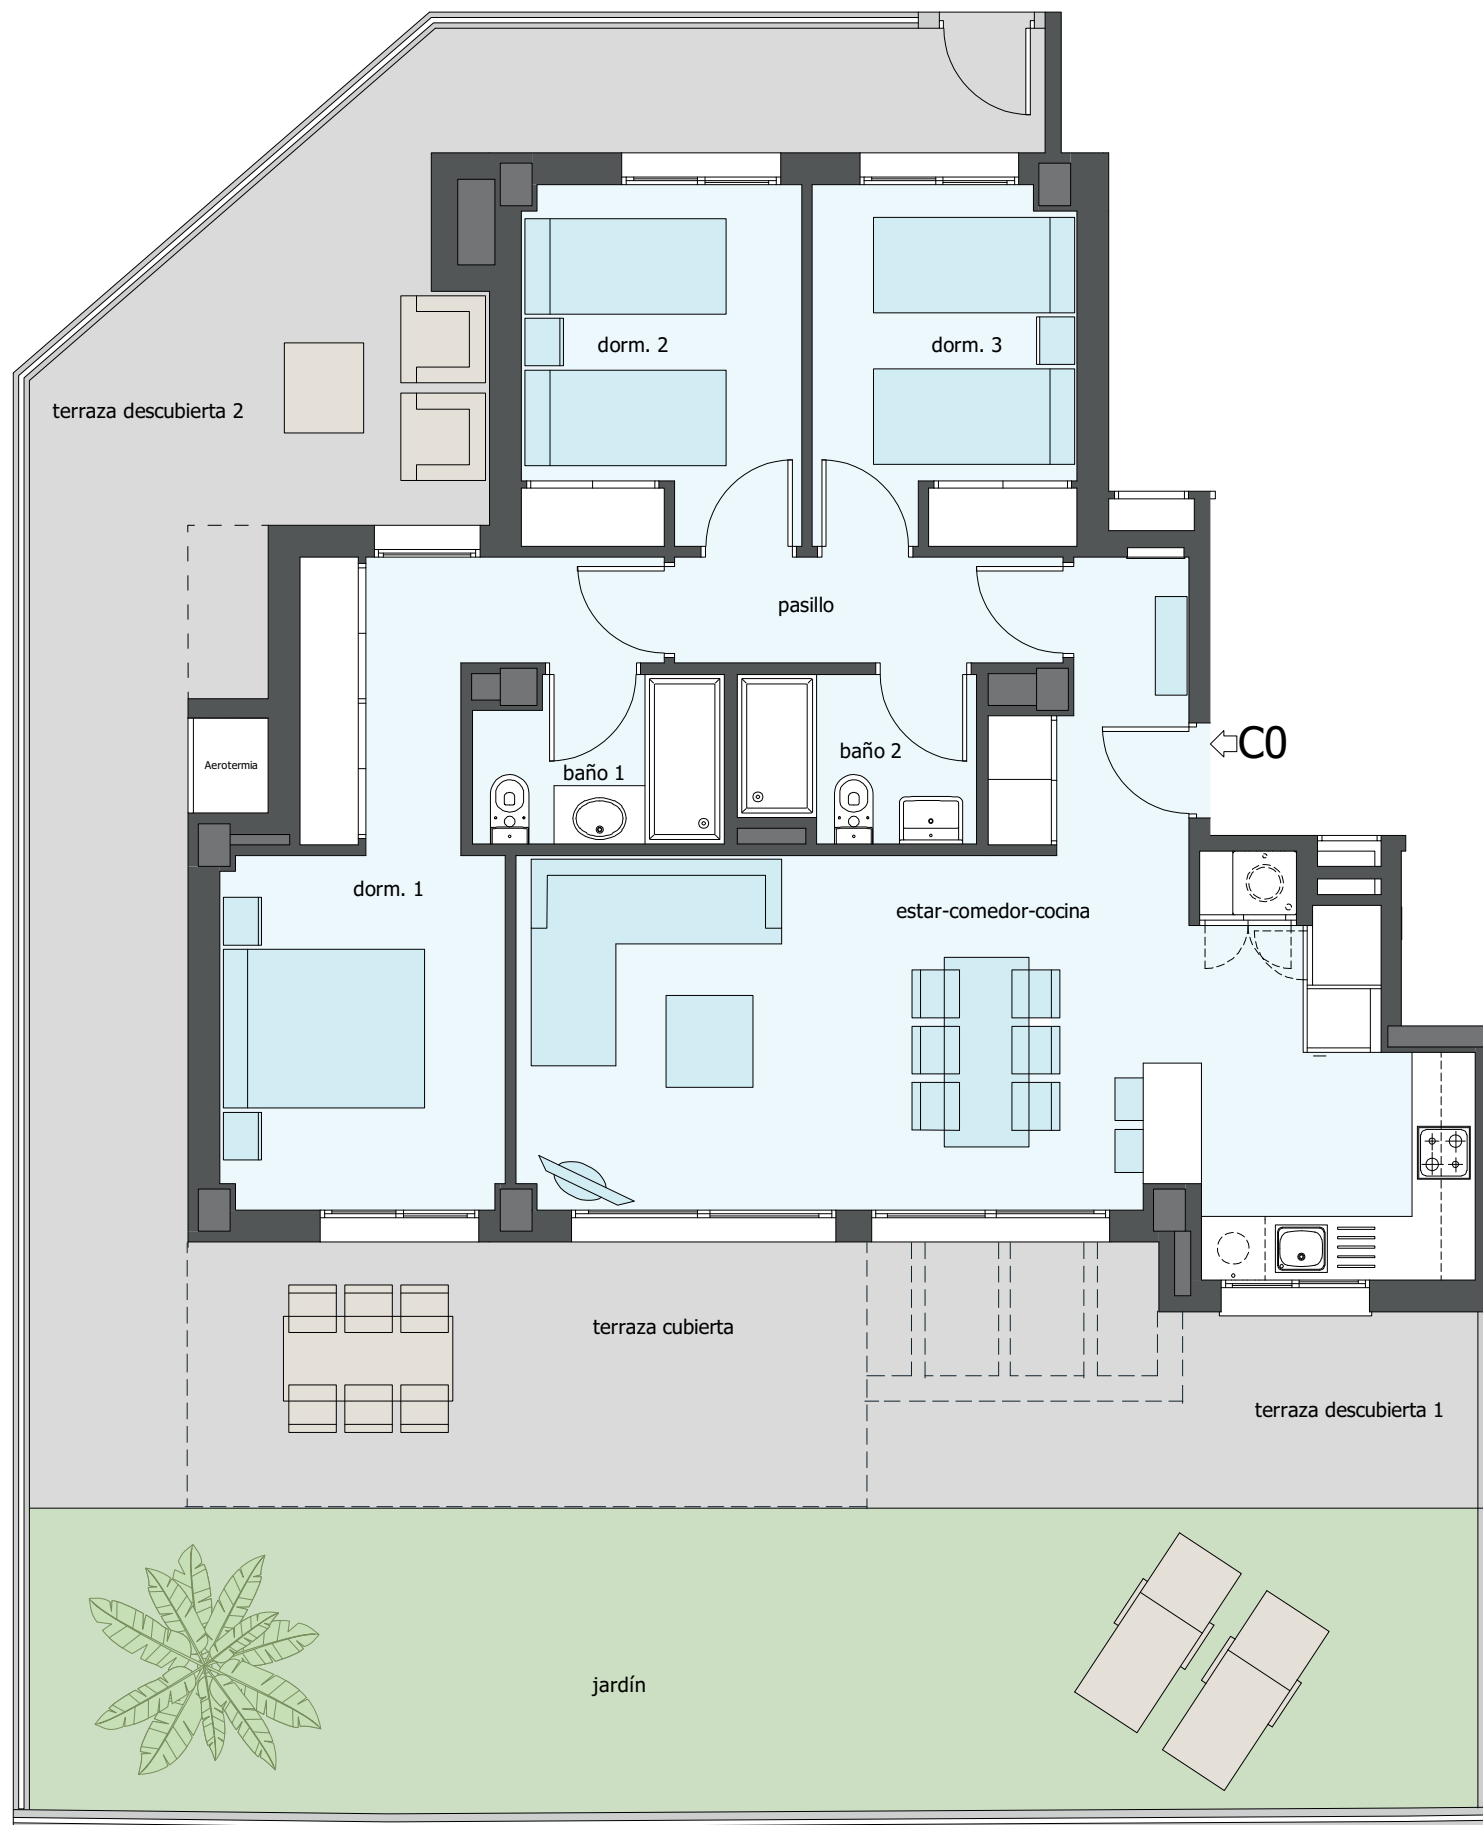 dorm. 2
dorm. 3
terraza descubierta 2
pasillo
C0
Aerotermia
baño 1
baño 2
dorm. 1
estar-comedor-cocina
terraza cubierta
terraza descubierta 1
jardín